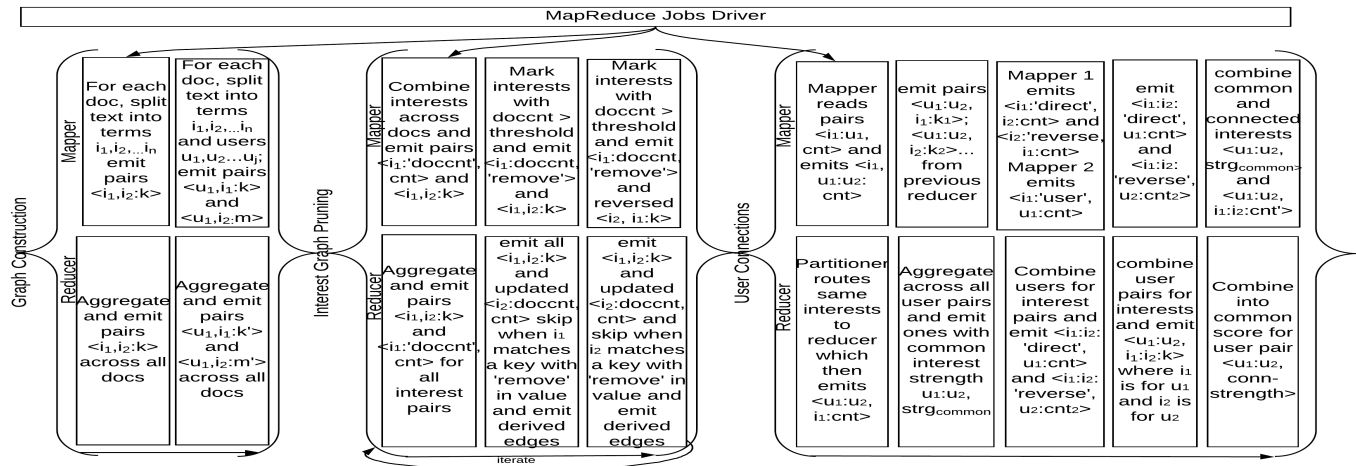 MapReduce Jobs Driver
Graph Construction
Mapper
For each
doc, split
text into
terms
i₁,i₂,...iₙ
emit
pairs
<i₁,i₂:k>
For each
doc, split
text into
terms
i₁,i₂,...iₙ
and users
u₁,u₂...uⱼ;
emit pairs
<u₁,i₁:k>
and
<u₁,i₂:m>
Reducer
Aggregate
and emit
pairs
<i₁,i₂:k>
across all
docs
Aggregate
and emit
pairs
<u₁,i₁:k'>
and
<u₁,i₂:m'>
across all
docs
Interest Graph Pruning
Mapper
Combine
interests
across
docs and
emit pairs
<i₁:'doccnt',
cnt> and
<i₁,i₂:k>
Mark
interests
with
doccnt >
threshold
and emit
<i₁:doccnt,
'remove'>
and
<i₁,i₂:k>
Mark
interests
with
doccnt >
threshold
and emit
<i₁:doccnt,
'remove'>
and
reversed
<i₂, i₁:k>
Reducer
Aggregate
and emit
pairs
<i₁,i₂:k>
and
<i₁:'doccnt',
cnt> for
all
interest
pairs
emit all
<i₁,i₂:k>
and
updated
<i₂:doccnt,
cnt> skip
when i₁
matches
a key with
'remove'
in value
and emit
derived
edges
emit
<i₁,i₂:k>
and
updated
<i₂:doccnt,
cnt> and
skip when
i₂ matches
a key with
'remove' in
value and
emit
derived
edges
iterate
User Connections
Mapper
Mapper
reads
pairs
<i₁:u₁,
cnt> and
emits <i₁,
u₁:u₂:
cnt>
emit pairs
<u₁:u₂,
i₁:k₁>;
<u₁:u₂,
i₂:k₂>...
from
previous
reducer
Mapper 1
emits
<i₁:'direct',
i₂:cnt> and
<i₂:'reverse,
i₁:cnt>
Mapper 2
emits
<i₁:'user',
u₁:cnt>
emit
<i₁:i₂:
'direct',
u₁:cnt>
and
<i₁:i₂:
'reverse',
u₂:cnt₂>
combine
common
and
connected
interests
<u₁:u₂,
strg_common>
and
<u₁:u₂,
i₁:i₂:cnt'>
Reducer
Partitioner
routes
same
interests
to
reducer
which
then
emits
<u₁:u₂,
i₁:cnt>
Aggregate
across all
user pairs
and emit
ones with
common
interest
strength
u₁:u₂,
strg_common
Combine
users for
interest
pairs and
emit <i₁:i₂:
'direct',
u₁:cnt>
and <i₁:i₂:
'reverse',
u₂:cnt₂>
combine
user
pairs for
interests
and emit
<u₁:u₂,
i₁:i₂:k>
where i₁
is for u₁
and i₂ is
for u₂
Combine
into
common
score for
user pair
<u₁:u₂,
conn-
strength>